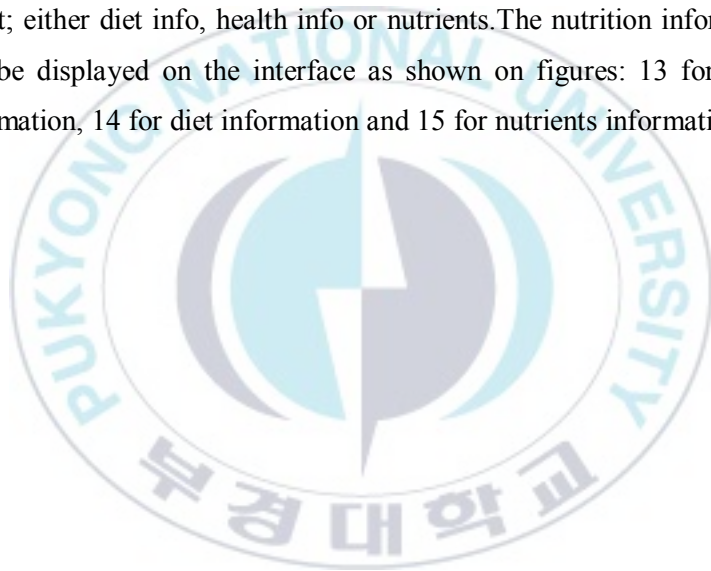 t; either diet info, health info or nutrients.The nutrition infor
be displayed on the interface as shown on figures: 13 for
mation, 14 for diet information and 15 for nutrients informati
PUKYONG NATIONAL UNIVERSITY
부경대학교